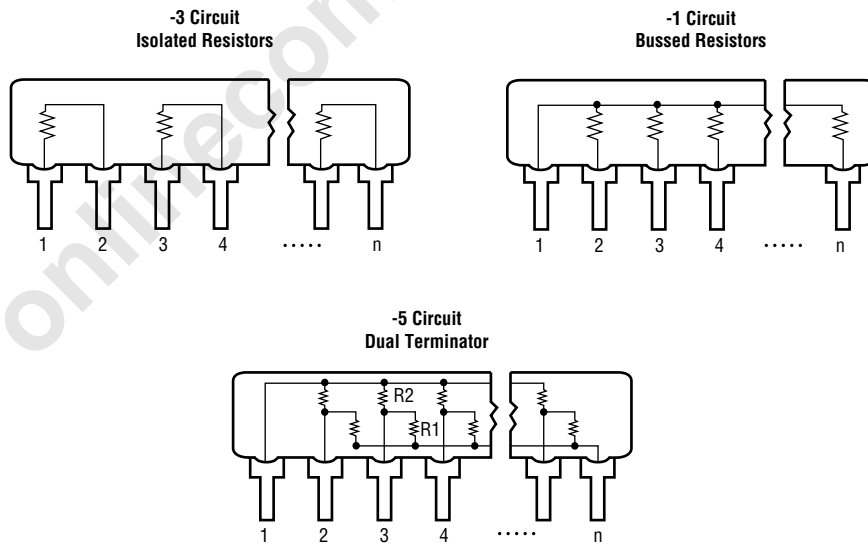 -3 Circuit
Isolated Resistors
1 2 3 4 ..... n
-1 Circuit
Bussed Resistors
1 2 3 4 ..... n
-5 Circuit
Dual Terminator
R2
R1
1 2 3 4 ..... n
onlinecom